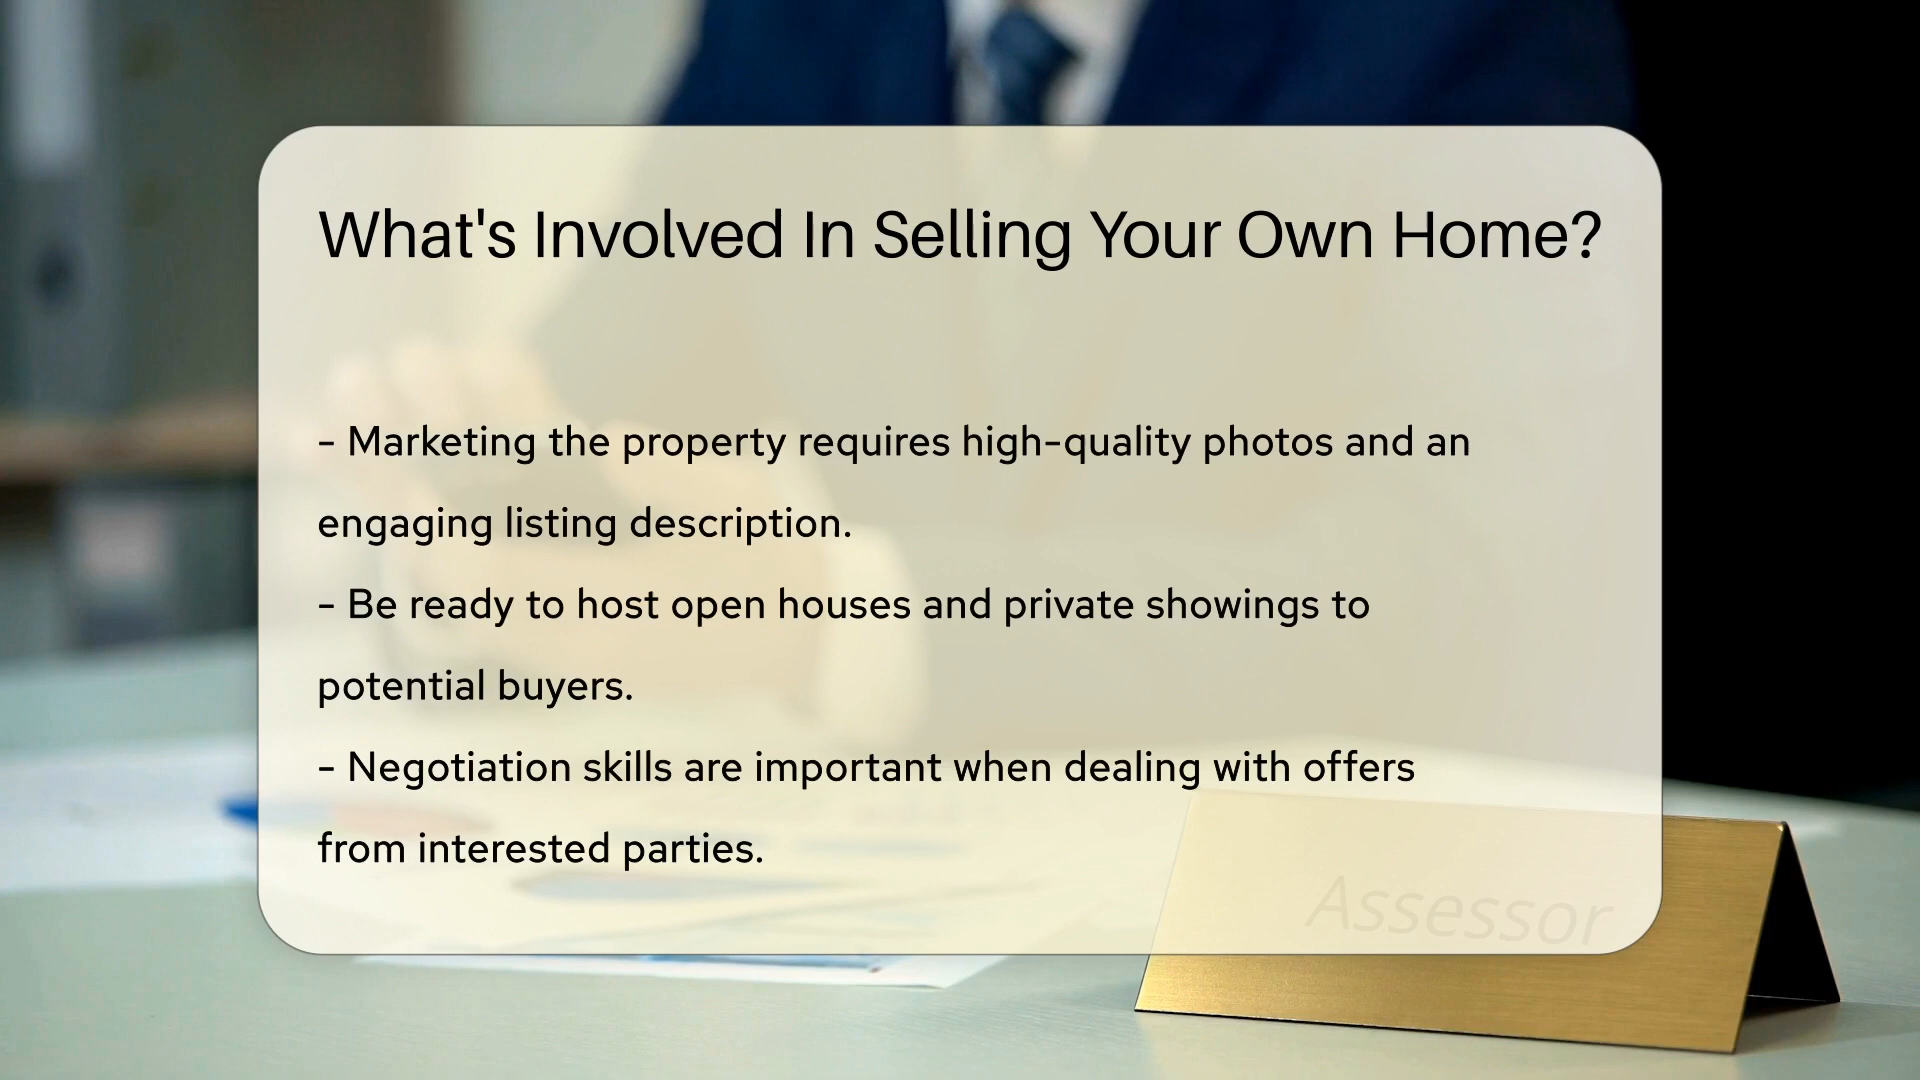 What's Involved In Selling Your Own Home?
- Marketing the property requires high-quality photos and an
engaging listing description.
- Be ready to host open houses and private showings to
potential buyers.
- Negotiation skills are important when dealing with offers
from interested parties.
Assessor